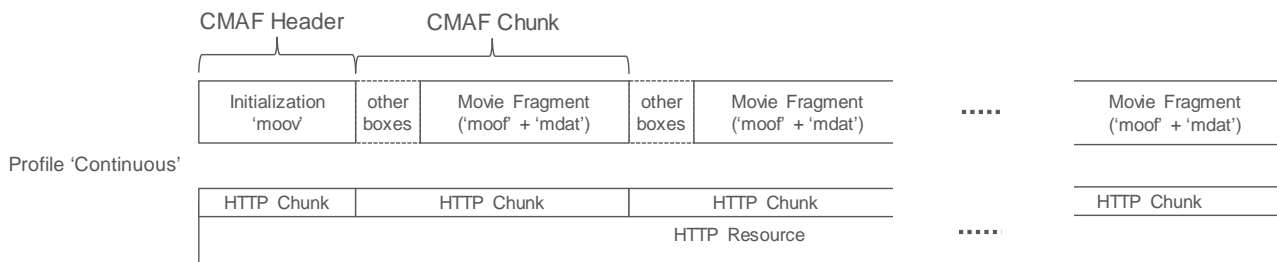 CMAF Header
CMAF Chunk
Initialization
‘moov’
other
boxes
Movie Fragment
(‘moof’ + ‘mdat’)
other
boxes
Movie Fragment
(‘moof’ + ‘mdat’)
Movie Fragment
(‘moof’ + ‘mdat’)
Profile ‘Continuous’
HTTP Chunk
HTTP Chunk
HTTP Chunk
HTTP Chunk
HTTP Resource